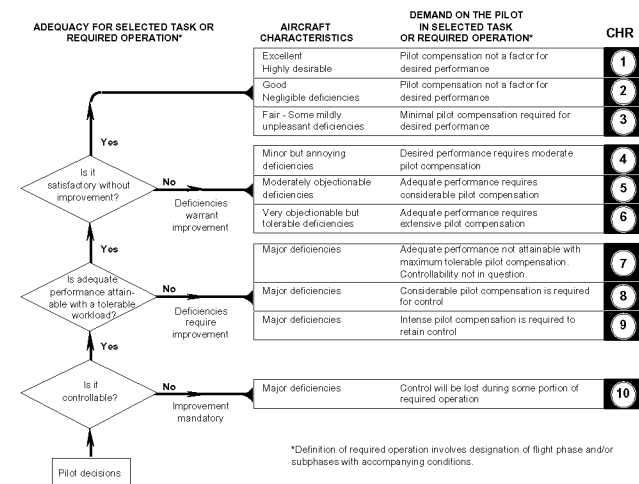 ADEQUACY FOR SELECTED TASK OR
REQUIRED OPERATION*
AIRCRAFT
CHARACTERISTICS
DEMAND ON THE PILOT
IN SELECTED TASK
OR REQUIRED OPERATION*
CHR
Excellent
Highly desirable
Pilot compensation not a factor for
desired performance
1
Good
Negligible deficiencies
Pilot compensation not a factor for
desired performance
2
Fair - Some mildly
unpleasant deficiencies
Minimal pilot compensation required for
desired performance
3
Yes
Is it
satisfactory without
improvement?
No
Deficiencies
warrant
improvement
Minor but annoying
deficiencies
Desired performance requires moderate
pilot compensation
4
Moderately objectionable
deficiencies
Adequate performance requires
considerable pilot compensation
5
Very objectionable but
tolerable deficiencies
Adequate performance requires
extensive pilot compensation
6
Yes
Is adequate
performance attain-
able with a tolerable
workload?
No
Deficiencies
require
improvement
Major deficiencies
Adequate performance not attainable with
maximum tolerable pilot compensation.
Controllability not in question.
7
Major deficiencies
Considerable pilot compensation is required
for control
8
Major deficiencies
Intense pilot compensation is required to
retain control
9
Yes
Is it
controllable?
No
Improvement
mandatory
Major deficiencies
Control will be lost during some portion of
required operation
10
Pilot decisions
*Definition of required operation involves designation of flight phase and/or
subphases with accompanying conditions.